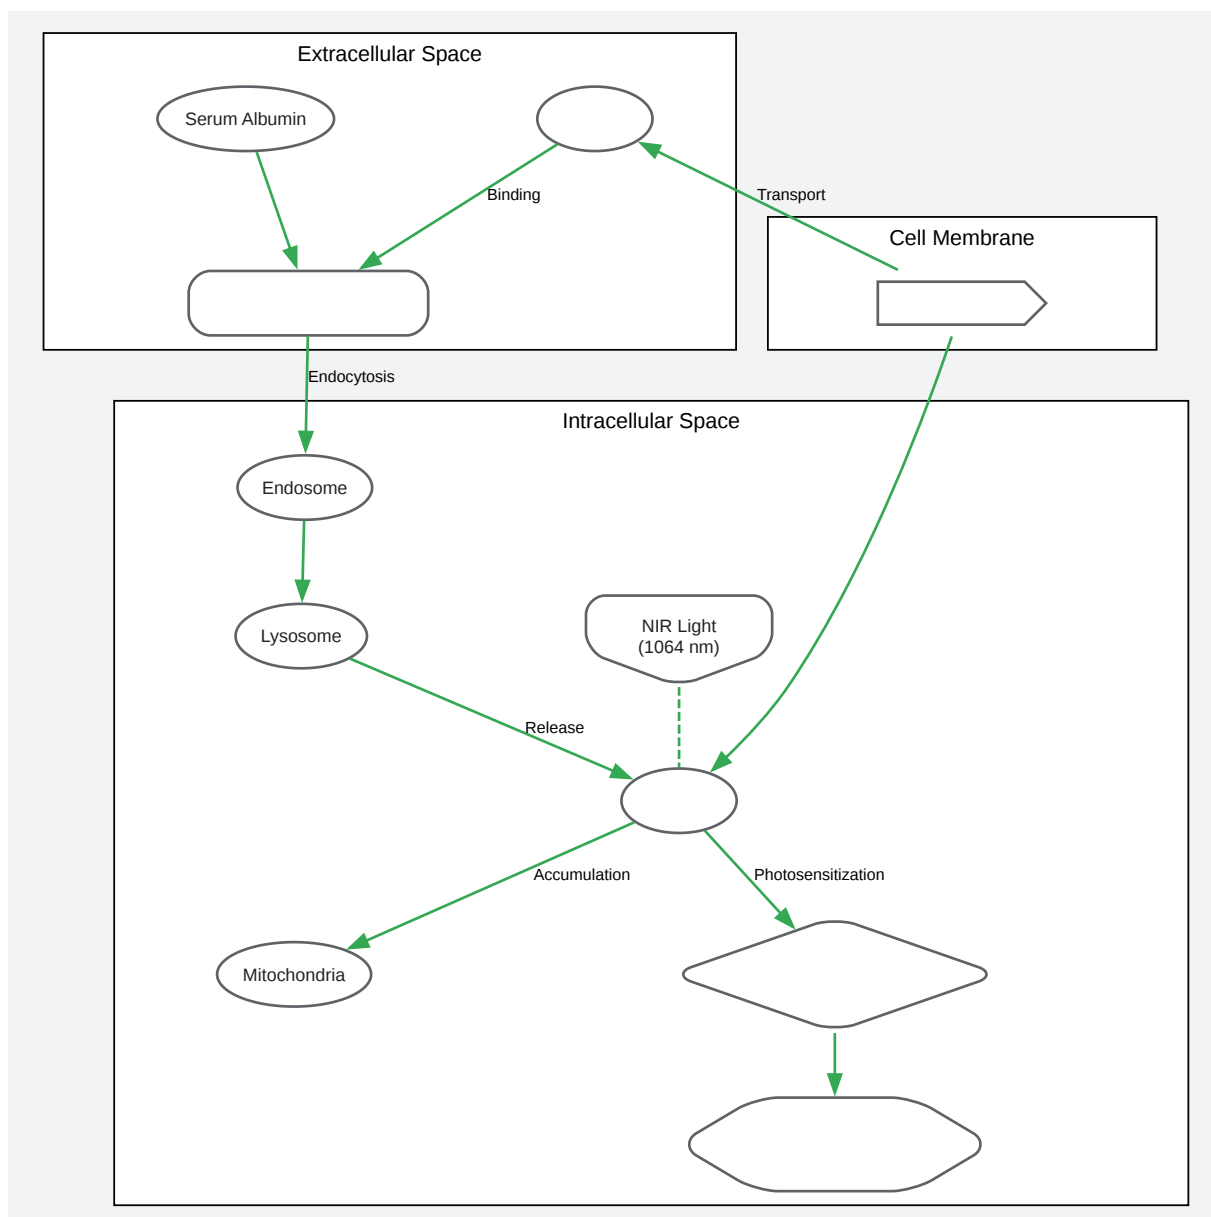 Extracellular Space
Serum Albumin
Binding
Transport
Cell Membrane
Endocytosis
Intracellular Space
Endosome
Lysosome
NIR Light
(1064 nm)
Release
Accumulation
Photosensitization
Mitochondria